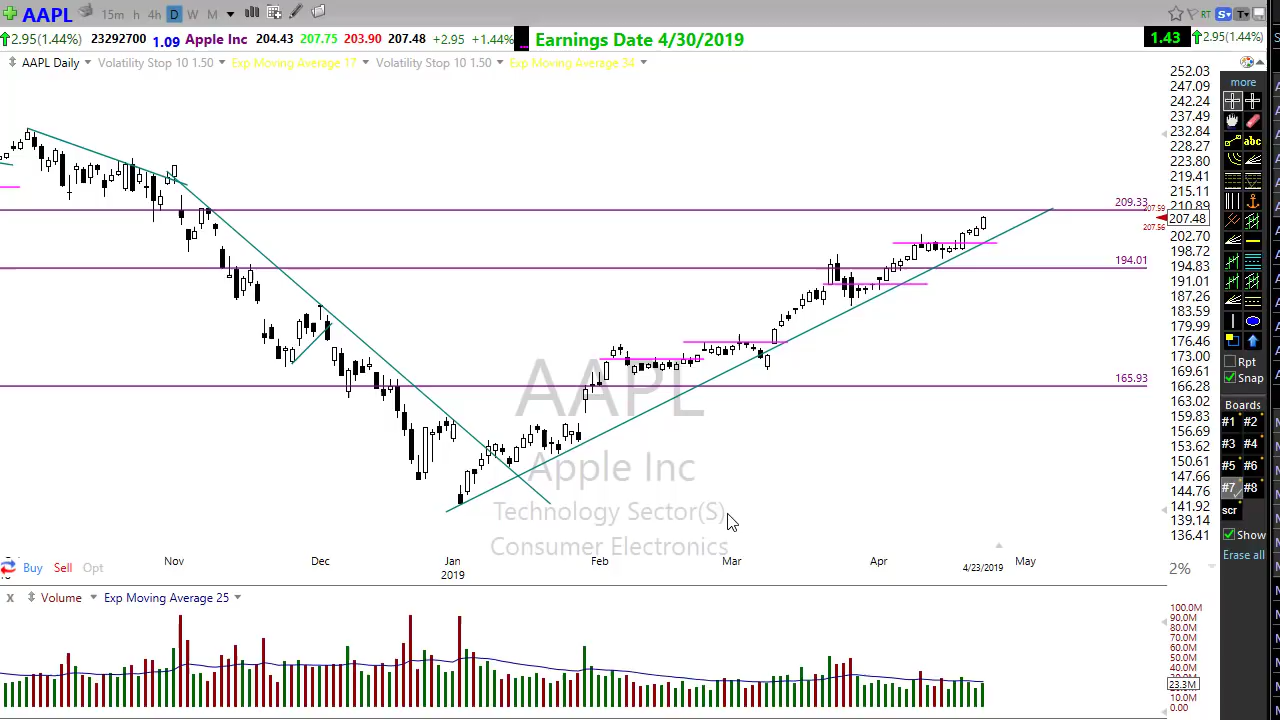 AAPL 15m h 4h D W M RT S T
2.95(1.44%) 23292700 1.09 Apple Inc 204.43 207.75 203.90 207.48 +2.95 +1.44% ... Earnings Date 4/30/2019 1.43 2.95(1.44%)
AAPL Daily Volatility Stop 10 1.50 Exp Moving Average 17 Volatility Stop 10 1.50 Exp Moving Average 34
252.03
247.09
242.24
237.49
232.84
228.27
223.80
219.41
215.11
210.89
207.48
202.70
198.72
194.83
191.01
187.26
183.59
179.99
176.46
173.00
169.61
166.28
163.02
159.83
156.69
153.62
150.61
147.66
144.76
141.92
139.14
136.41
209.33
207.59
207.56
194.01
165.93
AAPL
Apple Inc
Technology Sector(S)
Consumer Electronics
Nov Dec Jan Feb Mar Apr May
2019 4/23/2019
Buy Sell Opt 2%
X Volume Exp Moving Average 25
100.0M
90.0M
80.0M
70.0M
60.0M
50.0M
40.0M
30.0M
23.3M
10.0M
0.00
more
abc
Rpt
Snap
Boards
#1 #2
#3 #4
#5 #6
#7 #8
scr
Show
Erase all